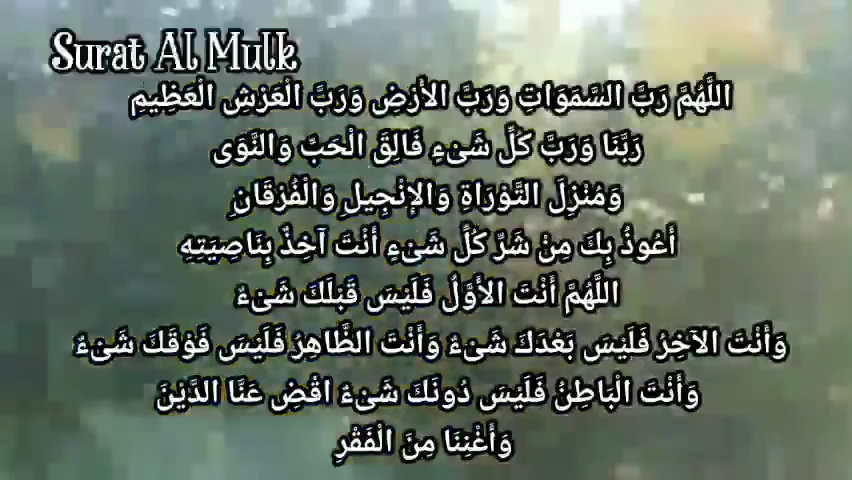 Surat Al Mulk
اللَّهُمَّ رَبَّ السَّمَوَاتِ وَرَبَّ الأَرْضِ وَرَبَّ الْعَرْشِ الْعَظِيمِ
رَبَّنَا وَرَبَّ كُلِّ شَىْءٍ فَالِقَ الْحَبِّ وَالنَّوَى
وَمُنْزِلَ التَّوْرَاةِ وَالإِنْجِيلِ وَالْفُرْقَانِ
أَعُوذُ بِكَ مِنْ شَرِّ كُلِّ شَىْءٍ أَنْتَ آخِذٌ بِنَاصِيَتِهِ
اللَّهُمَّ أَنْتَ الأَوَّلُ فَلَيْسَ قَبْلَكَ شَىْءٌ
وَأَنْتَ الآخِرُ فَلَيْسَ بَعْدَكَ شَىْءٌ وَأَنْتَ الظَّاهِرُ فَلَيْسَ فَوْقَكَ شَىْءٌ
وَأَنْتَ الْبَاطِنُ فَلَيْسَ دُونَكَ شَىْءٌ اقْضِ عَنَّا الدَّيْنَ
وَأَغْنِنَا مِنَ الْفَقْرِ